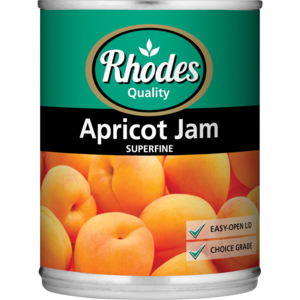 Rhodes
Quality
Apricot Jam
SUPERFINE
EASY-OPEN LID
CHOICE GRADE